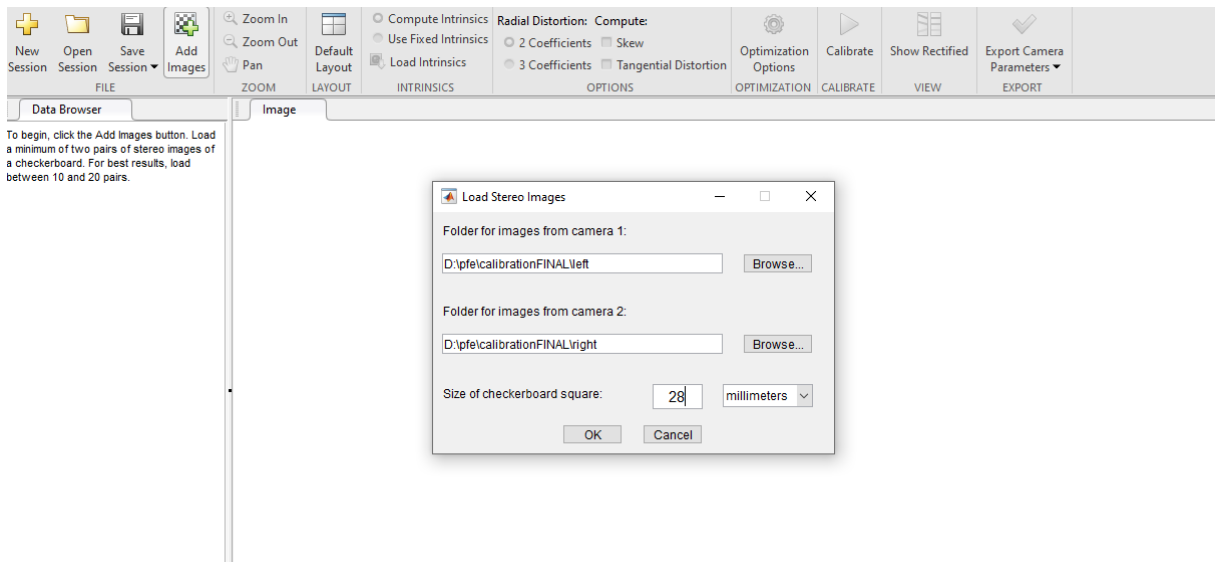 New Session
Open Session
Save Session
Add Images
FILE
Zoom In
Zoom Out
Pan
ZOOM
Default Layout
LAYOUT
Compute Intrinsics
Use Fixed Intrinsics
Load Intrinsics
INTRINSICS
Radial Distortion: Compute:
2 Coefficients Skew
3 Coefficients Tangential Distortion
OPTIONS
Optimization Options
OPTIMIZATION
Calibrate
CALIBRATE
Show Rectified
VIEW
Export Camera Parameters
EXPORT
Data Browser
Image
To begin, click the Add Images button. Load
a minimum of two pairs of stereo images of
a checkerboard. For best results, load
between 10 and 20 pairs.
Load Stereo Images
Folder for images from camera 1:
D:\pfe\calibrationFINAL\left Browse...
Folder for images from camera 2:
D:\pfe\calibrationFINAL\right Browse...
Size of checkerboard square: 28 millimeters
OK Cancel